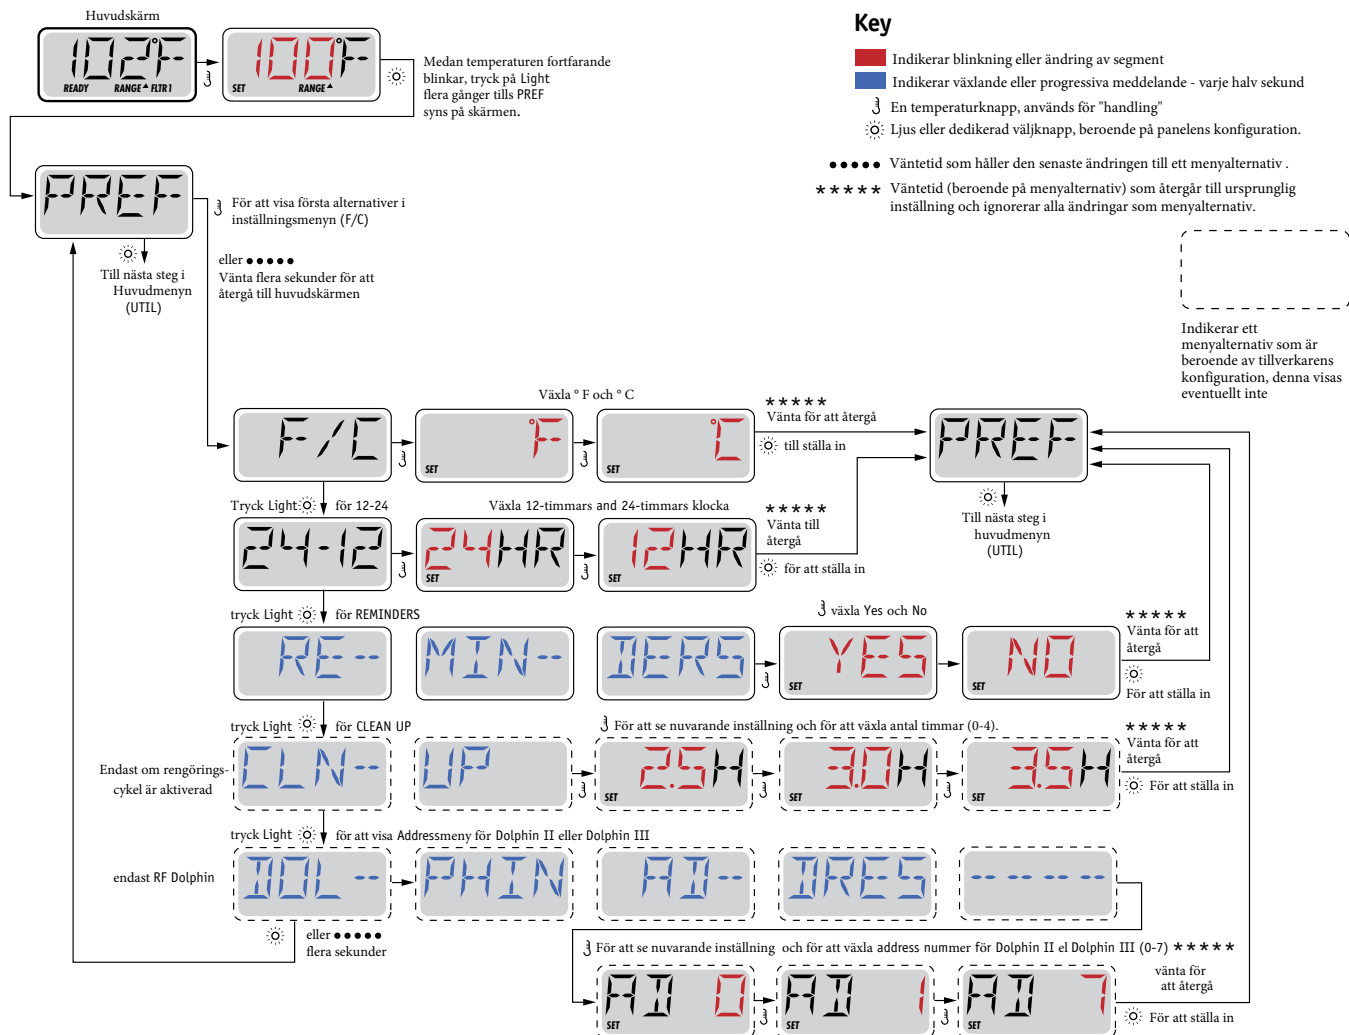 Huvudskärm
102°F
READY RANGE FLTR1
100°F
SET RANGE
Medan temperaturen fortfarande
blinkar, tryck på Light
flera gånger tills PREF
syns på skärmen.
Key
Indikerar blinkning eller ändring av segment
Indikerar växlande eller progressiva meddelande - varje halv sekund
En temperaturknapp, används för "handling"
Ljus eller dedikerad väljknapp, beroende på panelens konfiguration.
●●●●● Väntetid som håller den senaste ändringen till ett menyalternativ .
***** Väntetid (beroende på menyalternativ) som återgår till ursprunglig
inställning och ignorerar alla ändringar som menyalternativ.
Indikerar ett
menyalternativ som är
beroende av tillverkarens
konfiguration, denna visas
eventuellt inte
PREF
För att visa första alternativer i
inställningsmenyn (F/C)
eller ●●●●●
Vänta flera sekunder för att
återgå till huvudskärmen
Till nästa steg i
Huvudmenyn
(UTIL)
Växla ° F och ° C
F/C
°F
SET
°C
SET
*****
Vänta för att återgå
till ställa in
PREF
Till nästa steg i
huvudmenyn
(UTIL)
Tryck Light för 12-24
Växla 12-timmars and 24-timmars klocka
24-12
24HR
SET
12HR
SET
*****
Vänta till
återgå
för att ställa in
tryck Light för REMINDERS
växla Yes och No
RE--
MIN--
DERS
YES
SET
NO
SET
*****
Vänta för att
återgå
För att ställa in
tryck Light för CLEAN UP
För att se nuvarande inställning och för att växla antal timmar (0-4).
Endast om rengörings-
cykel är aktiverad
CLN--
UP
2.5H
SET
3.0H
SET
3.5H
SET
*****
Vänta för att
återgå
För att ställa in
tryck Light för att visa Addressmeny för Dolphin II eller Dolphin III
endast RF Dolphin
DOL--
PHIN
AD--
DRES
-- -- -- --
eller ●●●●●
flera sekunder
För att se nuvarande inställning och för att växla address nummer för Dolphin II el Dolphin III (0-7) *****
AD 0
SET
AD 1
SET
AD 7
SET
vänta för
att återgå
För att ställa in